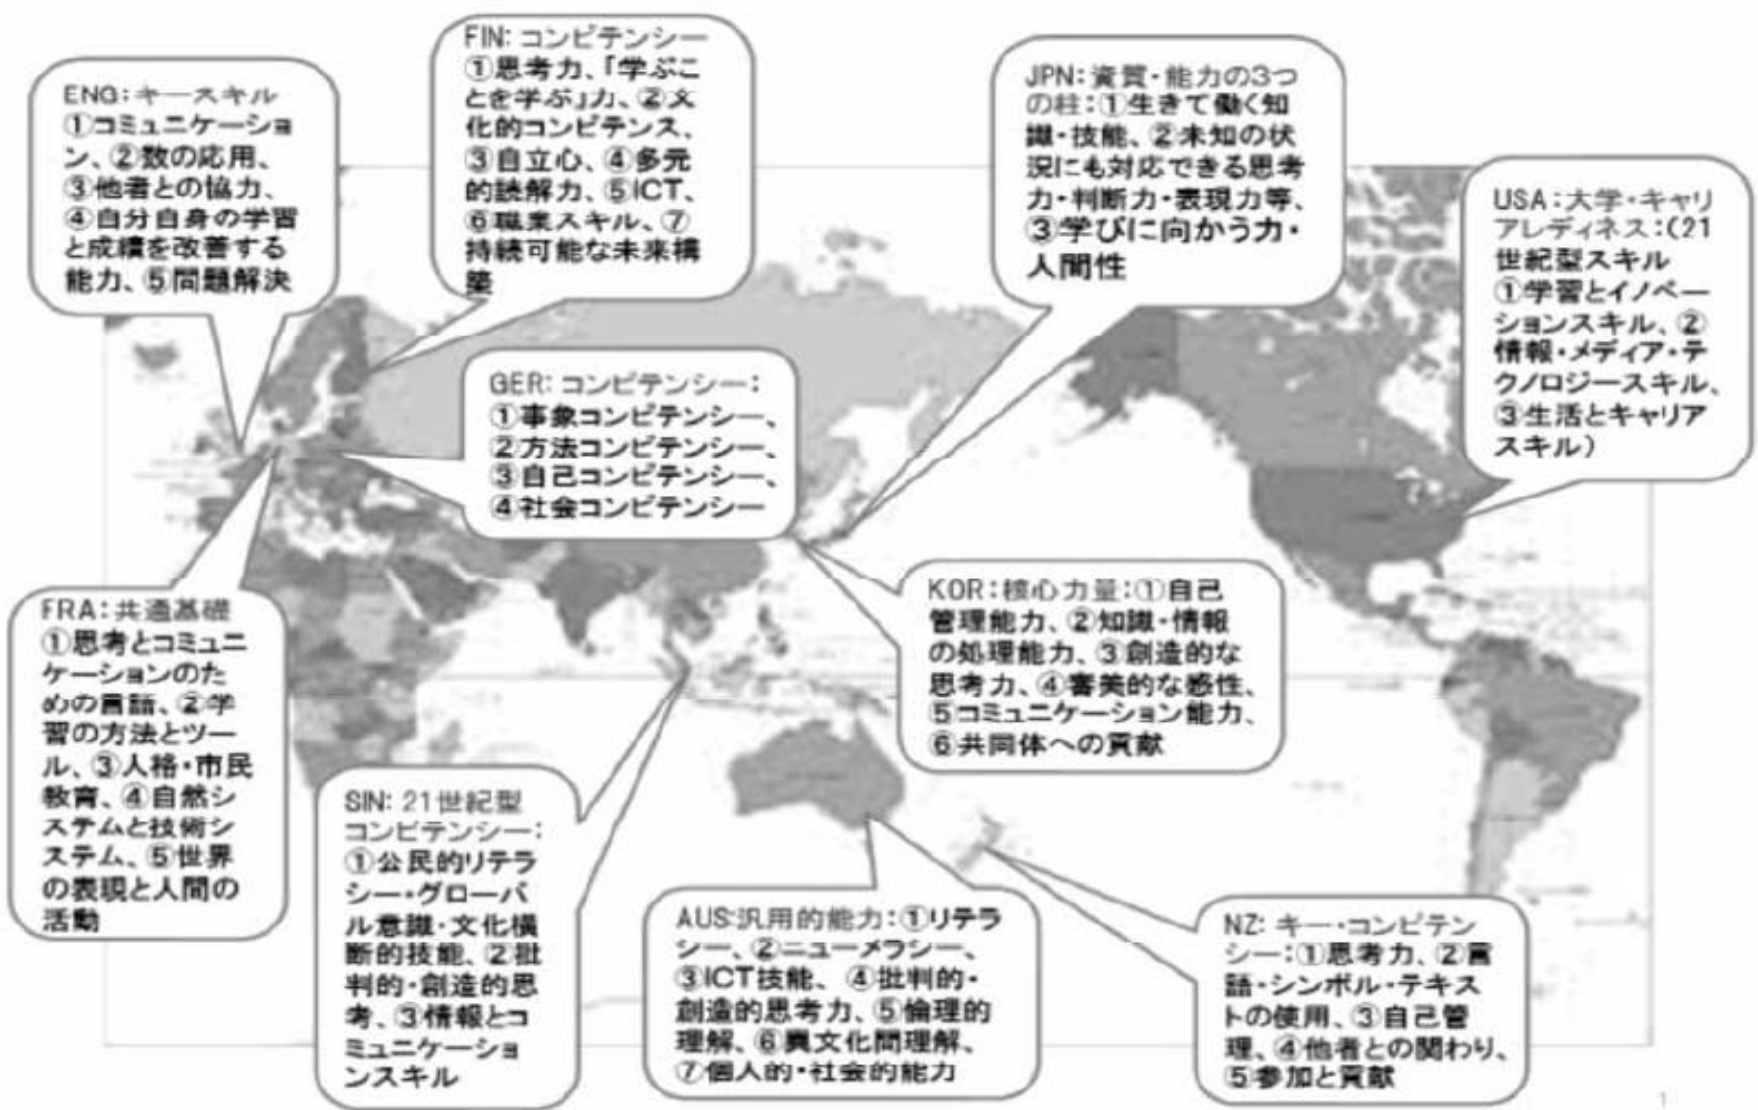 ENG:キースキル
①コミュニケーショ
ン、②数の応用、
③他者との協力、
④自分自身の学習
と成績を改善する
能力、⑤問題解決
FIN:コンピテンシー
①思考力、「学ぶこ
とを学ぶ」力、②文
化的コンピテンス、
③自立心、④多元
的読解力、⑤ICT、
⑥職業スキル、⑦
持続可能な未来構
築
JPN:資質・能力の3つ
の柱:①生きて働く知
識・技能、②未知の状
況にも対応できる思考
力・判断力・表現力等、
③学びに向かう力・
人間性
USA:大学・キャリ
アレディネス:(21
世紀型スキル
①学習とイノベー
ションスキル、②
情報・メディア・テ
クノロジースキル、
③生活とキャリア
スキル)
GER:コンピテンシー:
①事象コンピテンシー、
②方法コンピテンシー、
③自己コンピテンシー、
④社会コンピテンシー
FRA:共通基礎
①思考とコミュニ
ケーションのた
めの言語、②学
習の方法とツー
ル、③人格・市民
教育、④自然シ
ステムと技術シ
ステム、⑤世界
の表現と人間の
活動
KOR:核心力量:①自己
管理能力、②知識・情報
の処理能力、③創造的な
思考力、④審美的な感性、
⑤コミュニケーション能力、
⑥共同体への貢献
SIN:21世紀型
コンピテンシー:
①公民的リテラ
シー・グローバ
ル意識・文化横
断的技能、②批
判的・創造的思
考、③情報とコ
ミュニケーショ
ンスキル
AUS:汎用的能力:①リテラ
シー、②ニューメラシー、
③ICT技能、④批判的・
創造的思考力、⑤倫理的
理解、⑥異文化間理解、
⑦個人的・社会的能力
NZ:キー・コンピテン
シー:①思考力、②言
語・シンボル・テキス
トの使用、③自己管
理、④他者との関わり、
⑤参加と貢献
1